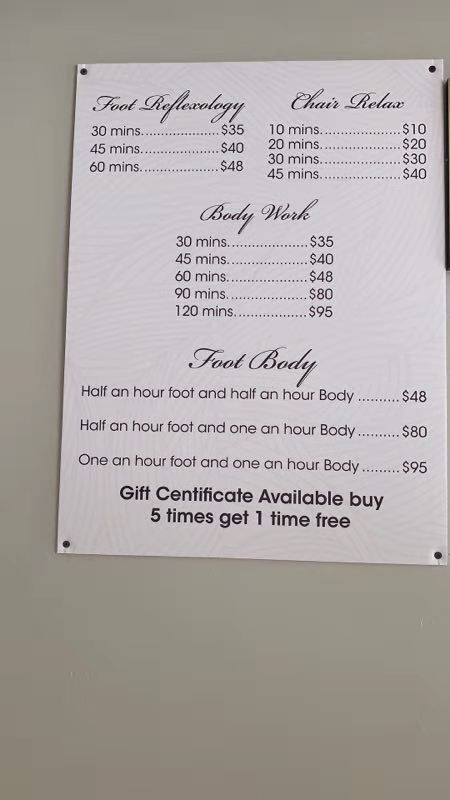 Foot Reflexology
30 mins....................$35
45 mins.....................$40
60 mins.....................$48
Chair Relax
10 mins.....................$10
20 mins.....................$20
30 mins.....................$30
45 mins.....................$40
Body Work
30 mins....................$35
45 mins....................$40
60 mins....................$48
90 mins....................$80
120 mins..................$95
Foot Body
Half an hour foot and half an hour Body ..........$48
Half an hour foot and one an hour Body ..........$80
One an hour foot and one an hour Body .........$95
Gift Centificate Available buy
5 times get 1 time free